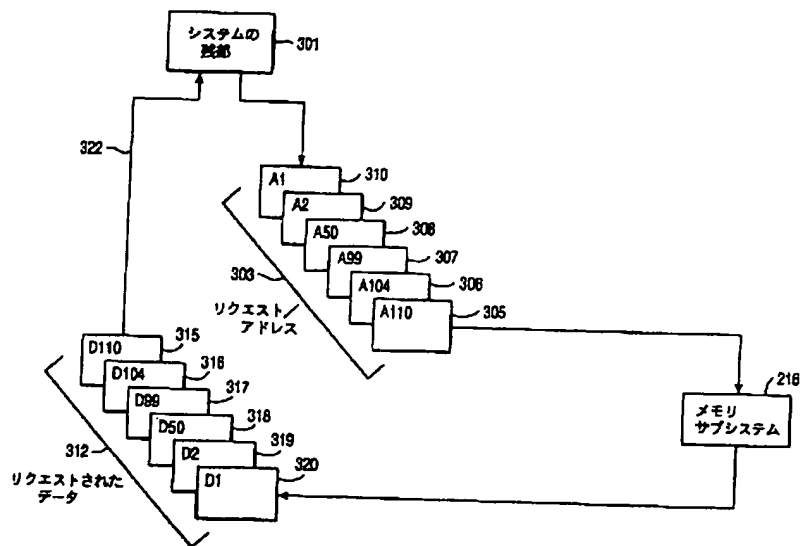 システムの
残部
301
322
A1
310
A2
309
A50
308
A99
307
303
A104
306
リクエスト/
アドレス
A110
305
D110
315
D104
316
D99
317
D50
318
312
D2
319
D1
320
リクエストされた
データ
216
メモリ
サブシステム